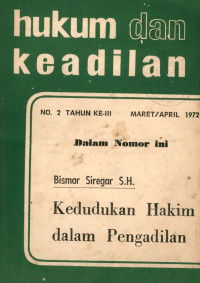 hukum dan
keadilan
NO. 2 TAHUN KE-III MARET/APRIL 1972
Dalam Nomor ini
Bismar Siregar S.H.
Kedudukan Hakim
dalam Pengadilan